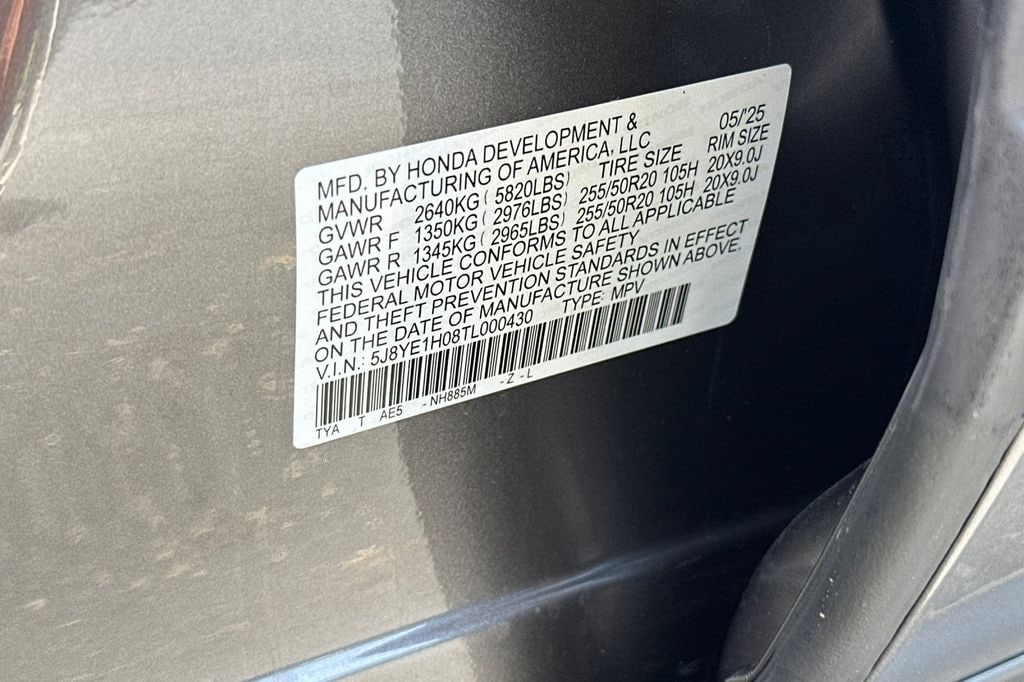 MFD. BY HONDA DEVELOPMENT & 05/'25
MANUFACTURING OF AMERICA, LLC
GVWR 2640KG ( 5820LBS) TIRE SIZE RIM SIZE
GAWR F 1350KG ( 2976LBS) 255/50R20 105H 20X9.0J
GAWR R 1345KG ( 2965LBS) 255/50R20 105H 20X9.0J
THIS VEHICLE CONFORMS TO ALL APPLICABLE
FEDERAL MOTOR VEHICLE SAFETY
AND THEFT PREVENTION STANDARDS IN EFFECT
ON THE DATE OF MANUFACTURE SHOWN ABOVE.
V.I.N.: 5J8YE1H08TL000430 TYPE: MPV
TYA T AE5 - NH885M - Z - L